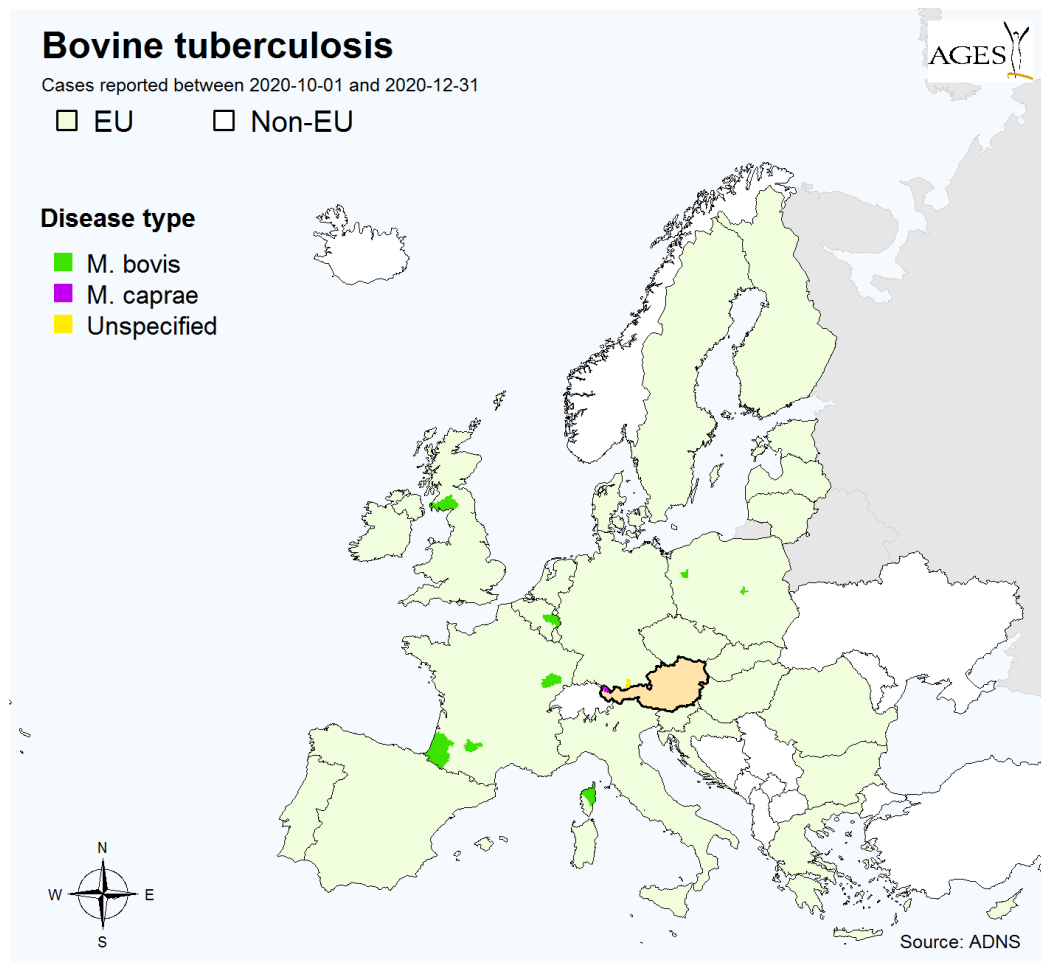 Bovine tuberculosis
Cases reported between 2020-10-01 and 2020-12-31
EU
Non-EU
AGES
Disease type
M. bovis
M. caprae
Unspecified
N
W
E
S
Source: ADNS